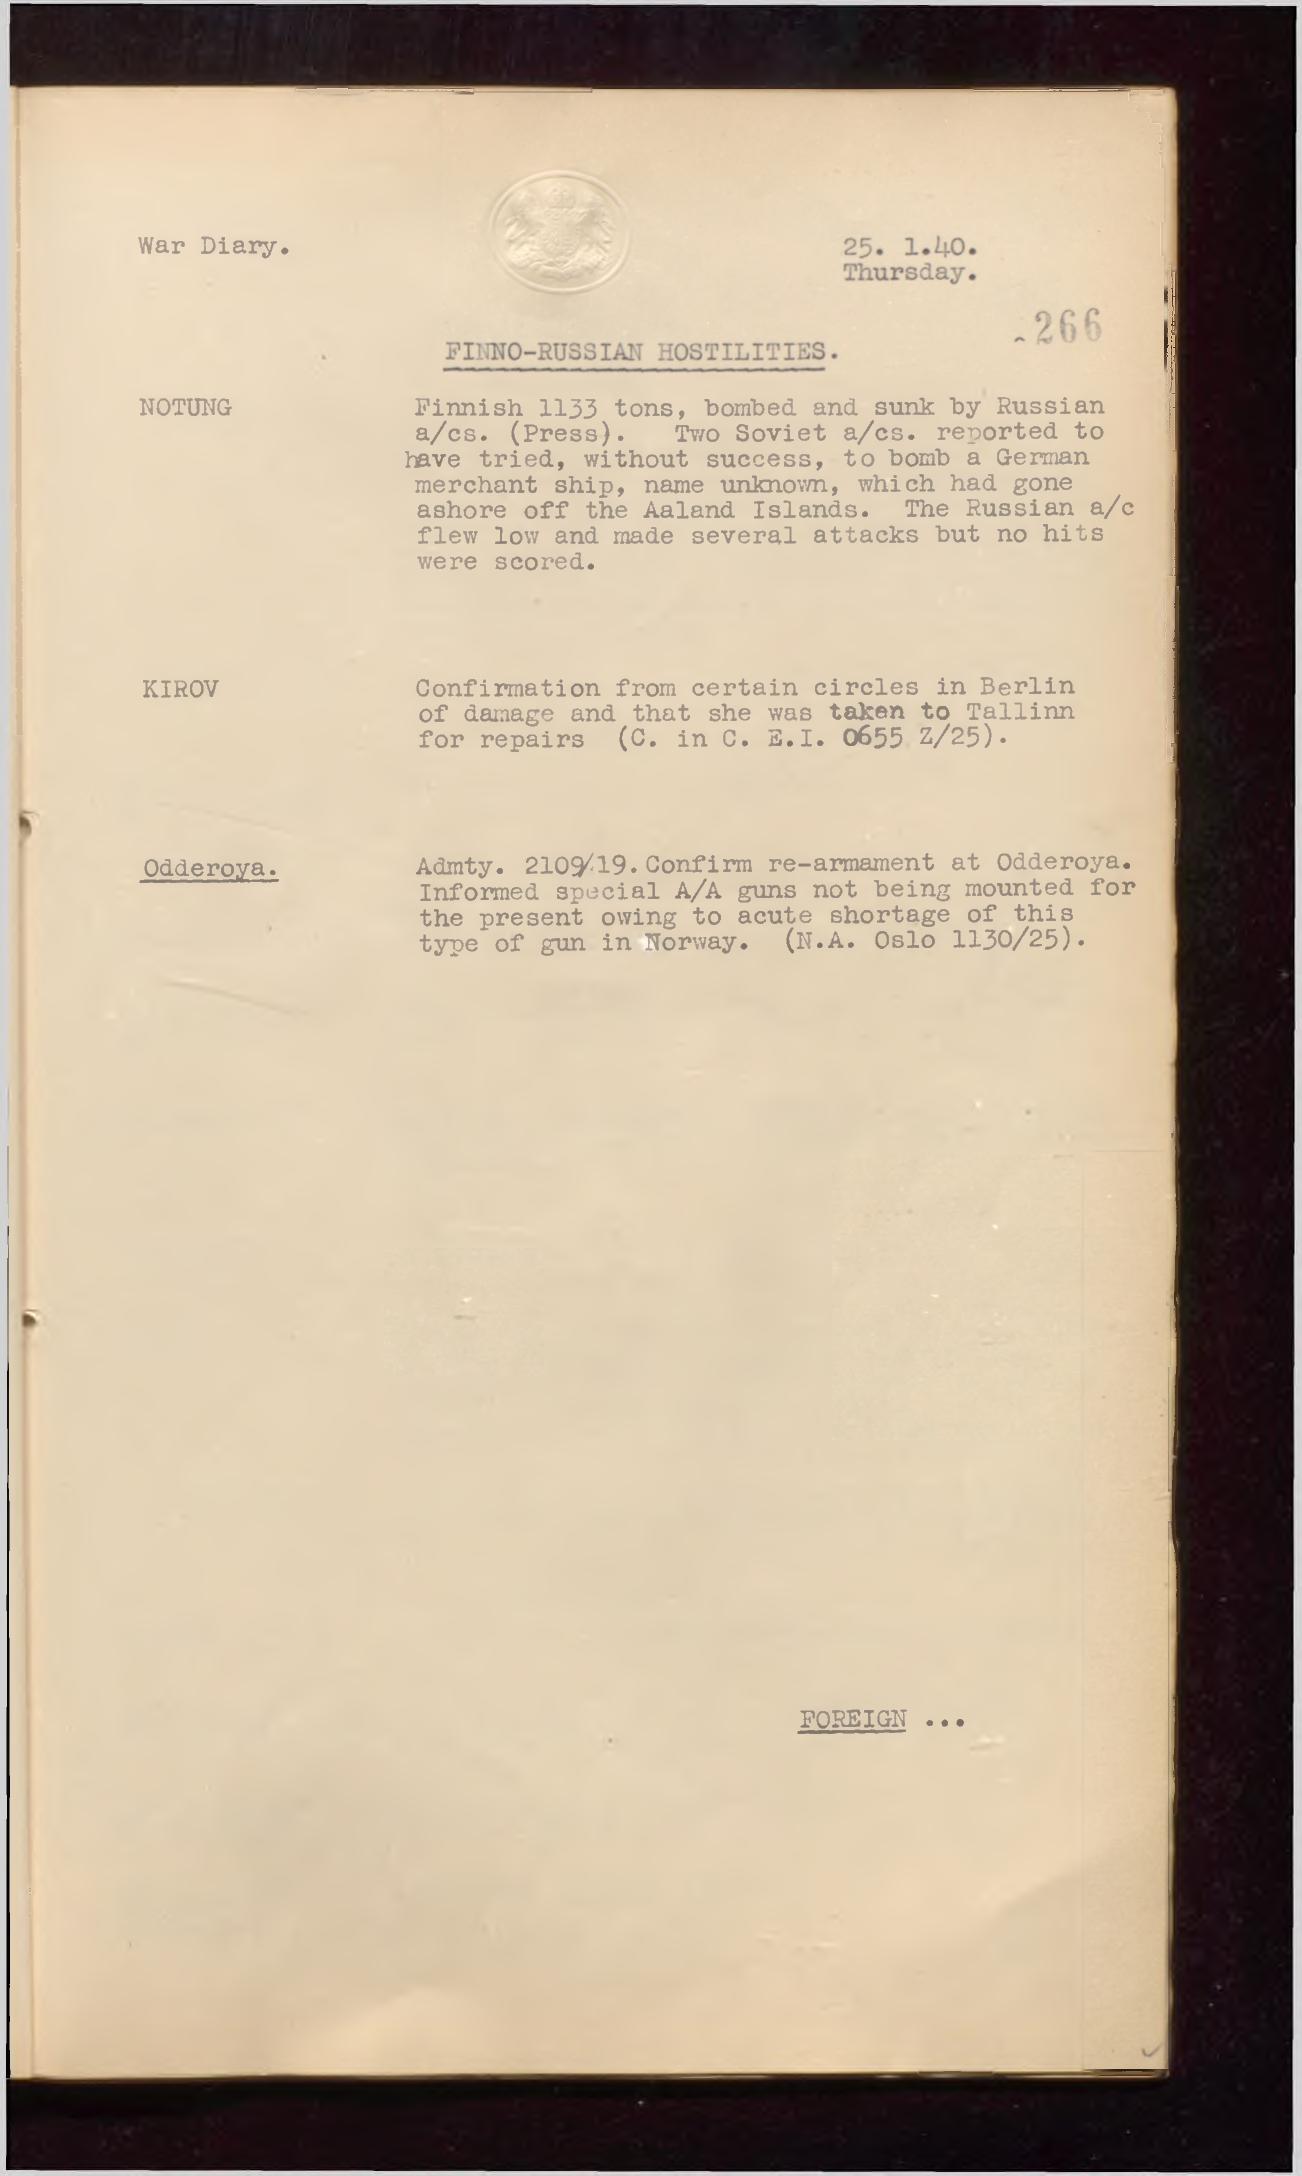 War Diary.
25. 1.40.
Thursday.
266
FINNO-RUSSIAN HOSTILITIES.
NOTUNG
Finnish 1133 tons, bombed and sunk by Russian
a/cs. (Press). Two Soviet a/cs. reported to
have tried, without success, to bomb a German
merchant ship, name unknown, which had gone
ashore off the Aaland Islands. The Russian a/c
flew low and made several attacks but no hits
were scored.
KIROV
Confirmation from certain circles in Berlin
of damage and that she was taken to Tallinn
for repairs (C. in C. E.I. 0655 Z/25).
Odderoya.
Admty. 2109/19. Confirm re-armament at Odderoya.
Informed special A/A guns not being mounted for
the present owing to acute shortage of this
type of gun in Norway. (N.A. Oslo 1130/25).
FOREIGN ...